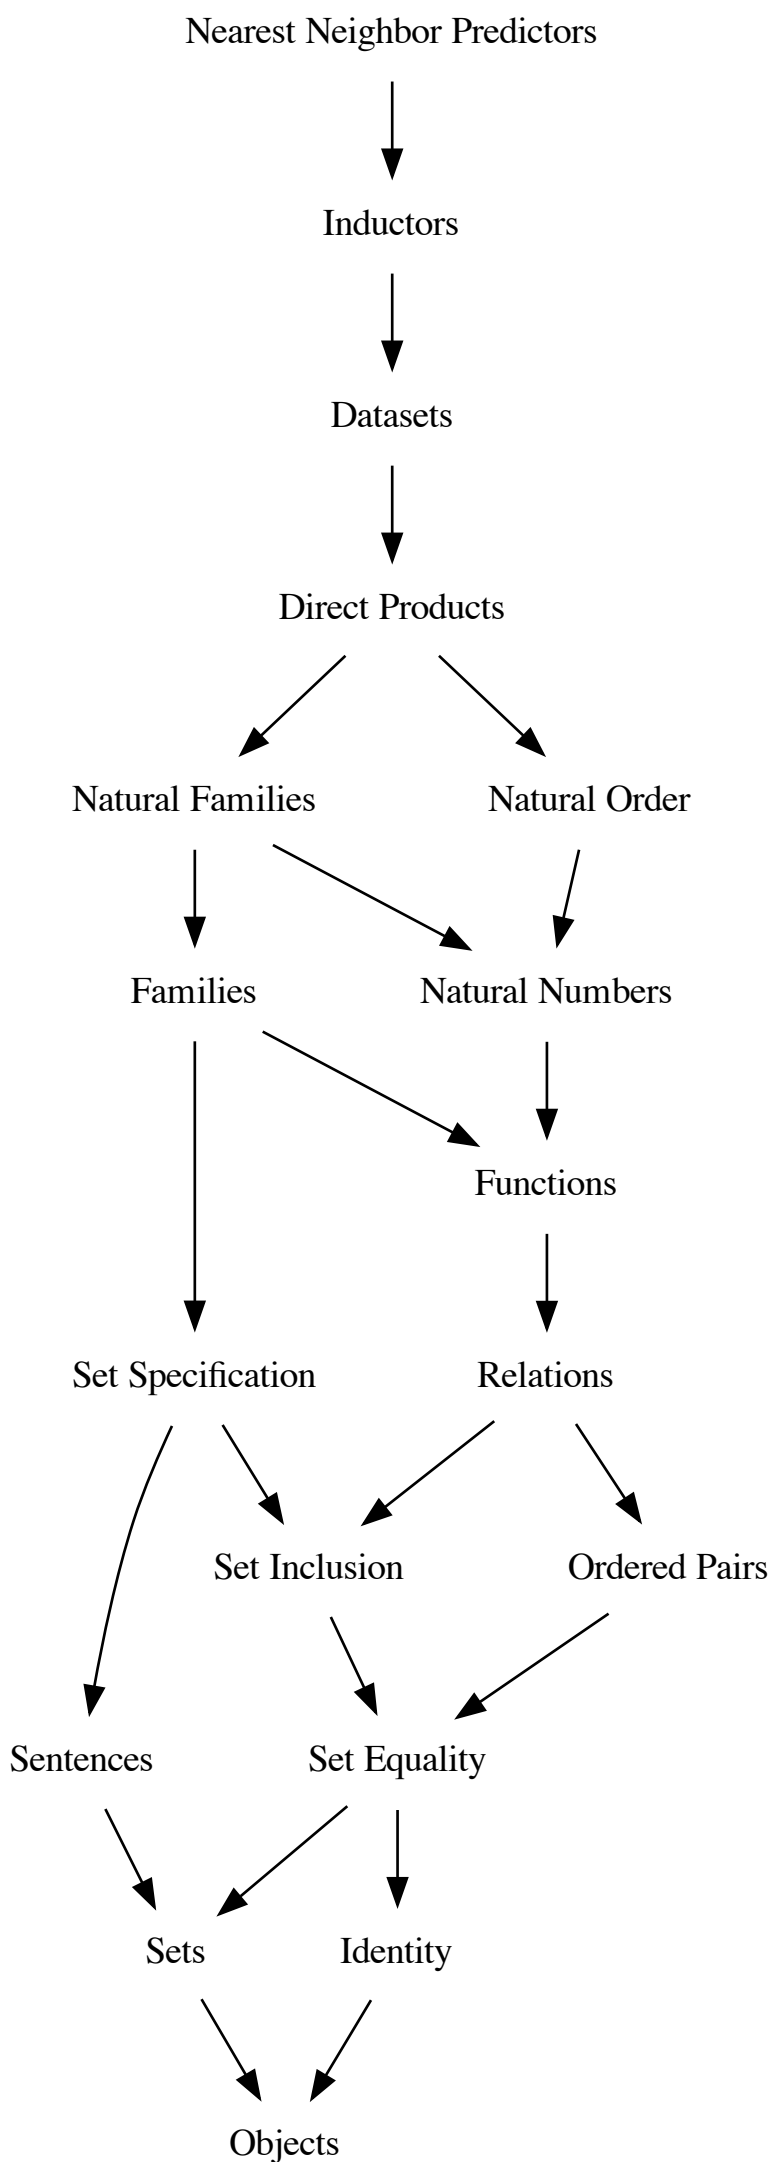 Nearest Neighbor Predictors
Inductors
Datasets
Direct Products
Natural Families
Natural Order
Families
Natural Numbers
Functions
Set Specification
Relations
Set Inclusion
Ordered Pairs
Sentences
Set Equality
Sets
Identity
Objects